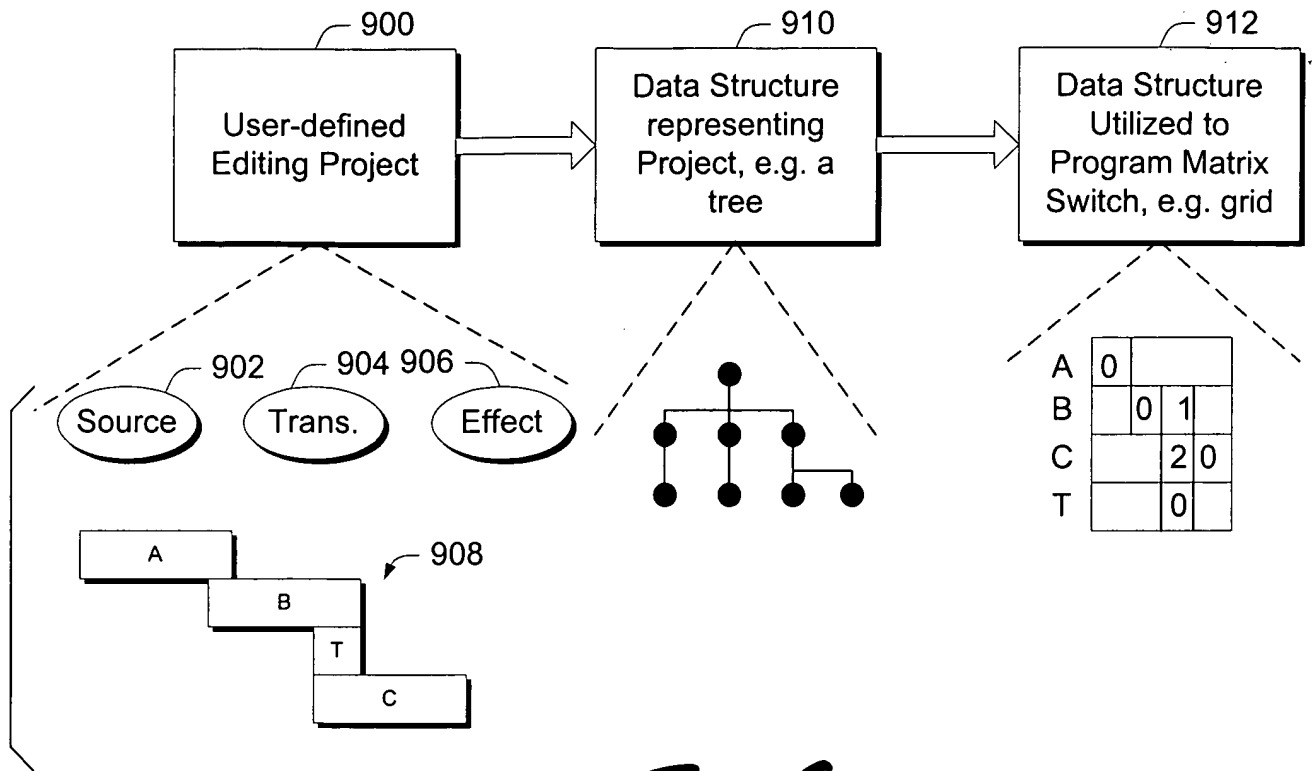 900
910
912
User-defined
Editing Project
Data Structure
representing
Project, e.g. a
tree
Data Structure
Utilized to
Program Matrix
Switch, e.g. grid
902
904
906
Source
Trans.
Effect
A
B
T
C
908
A 0
B 0 1
C 2 0
T 0